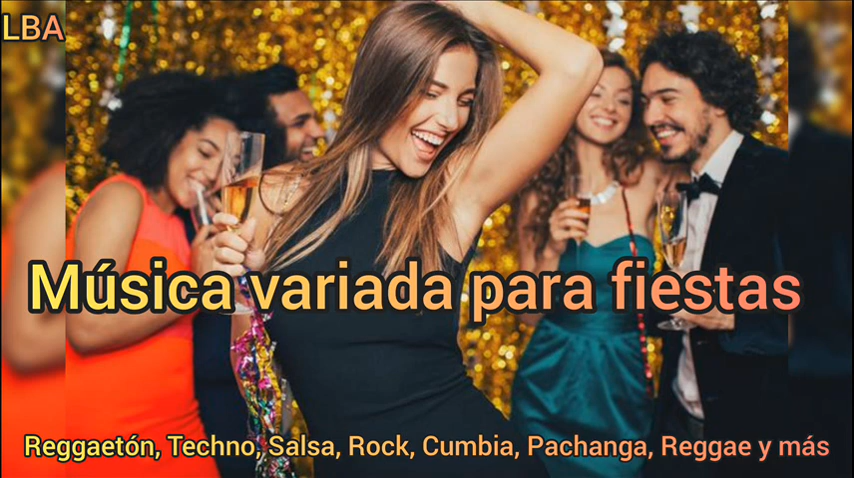 LBA
Música variada para fiestas
Reggaetón, Techno, Salsa, Rock, Cumbia, Pachanga, Reggae y más